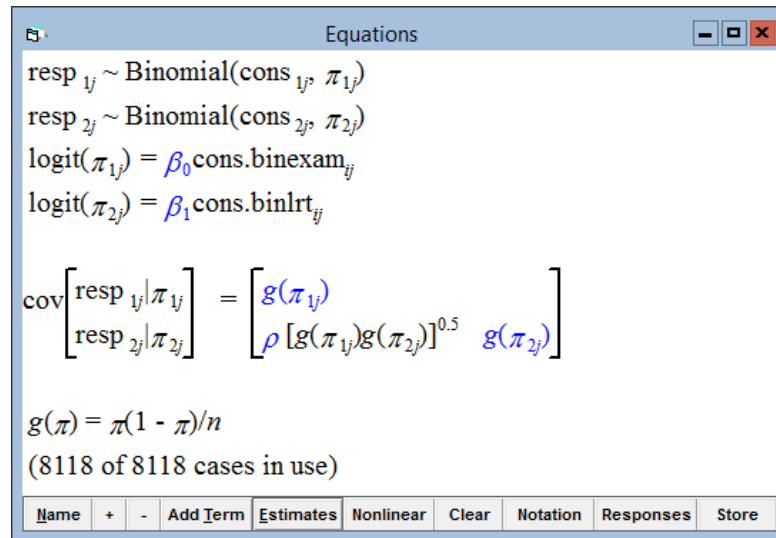 Equations
resp ₁ⱼ ~ Binomial(cons ₁ⱼ, π₁ⱼ)
resp ₂ⱼ ~ Binomial(cons ₂ⱼ, π₂ⱼ)
logit(π₁ⱼ) = β₀cons.binexamᵢⱼ
logit(π₂ⱼ) = β₁cons.binlrtᵢⱼ
cov[resp ₁ⱼ|π₁ⱼ = [g(π₁ⱼ)
resp ₂ⱼ|π₂ⱼ] ρ [g(π₁ⱼ)g(π₂ⱼ)]^0.5 g(π₂ⱼ)]
g(π) = π(1 - π)/n
(8118 of 8118 cases in use)
Name + - Add Term Estimates Nonlinear Clear Notation Responses Store